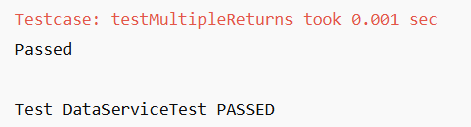 Testcase: testMultipleReturns took 0.001 sec
Passed
Test DataServiceTest PASSED